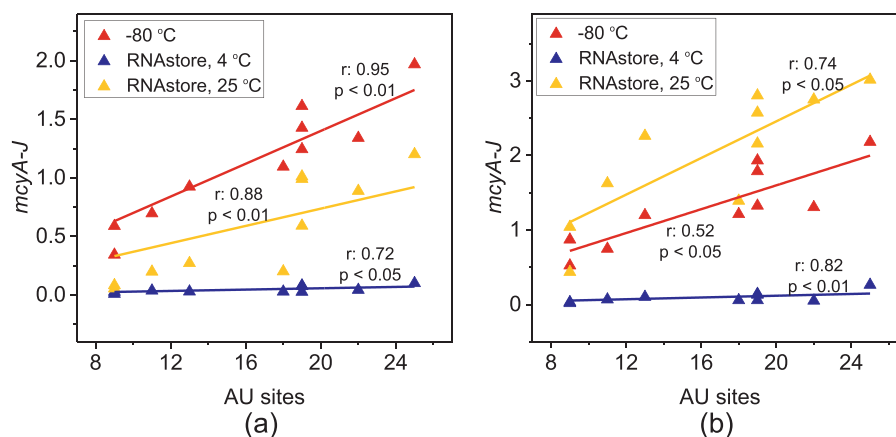 -80 °C
RNAstore, 4 °C
RNAstore, 25 °C
r: 0.95
p < 0.01
r: 0.88
p < 0.01
r: 0.72
p < 0.05
mcyA-J
2.0
1.5
1.0
0.5
0.0
8
12
16
20
24
AU sites
(a)
-80 °C
RNAstore, 4 °C
RNAstore, 25 °C
r: 0.74
p < 0.05
r: 0.52
p < 0.05
r: 0.82
p < 0.01
mcyA-J
3
2
1
0
8
12
16
20
24
AU sites
(b)